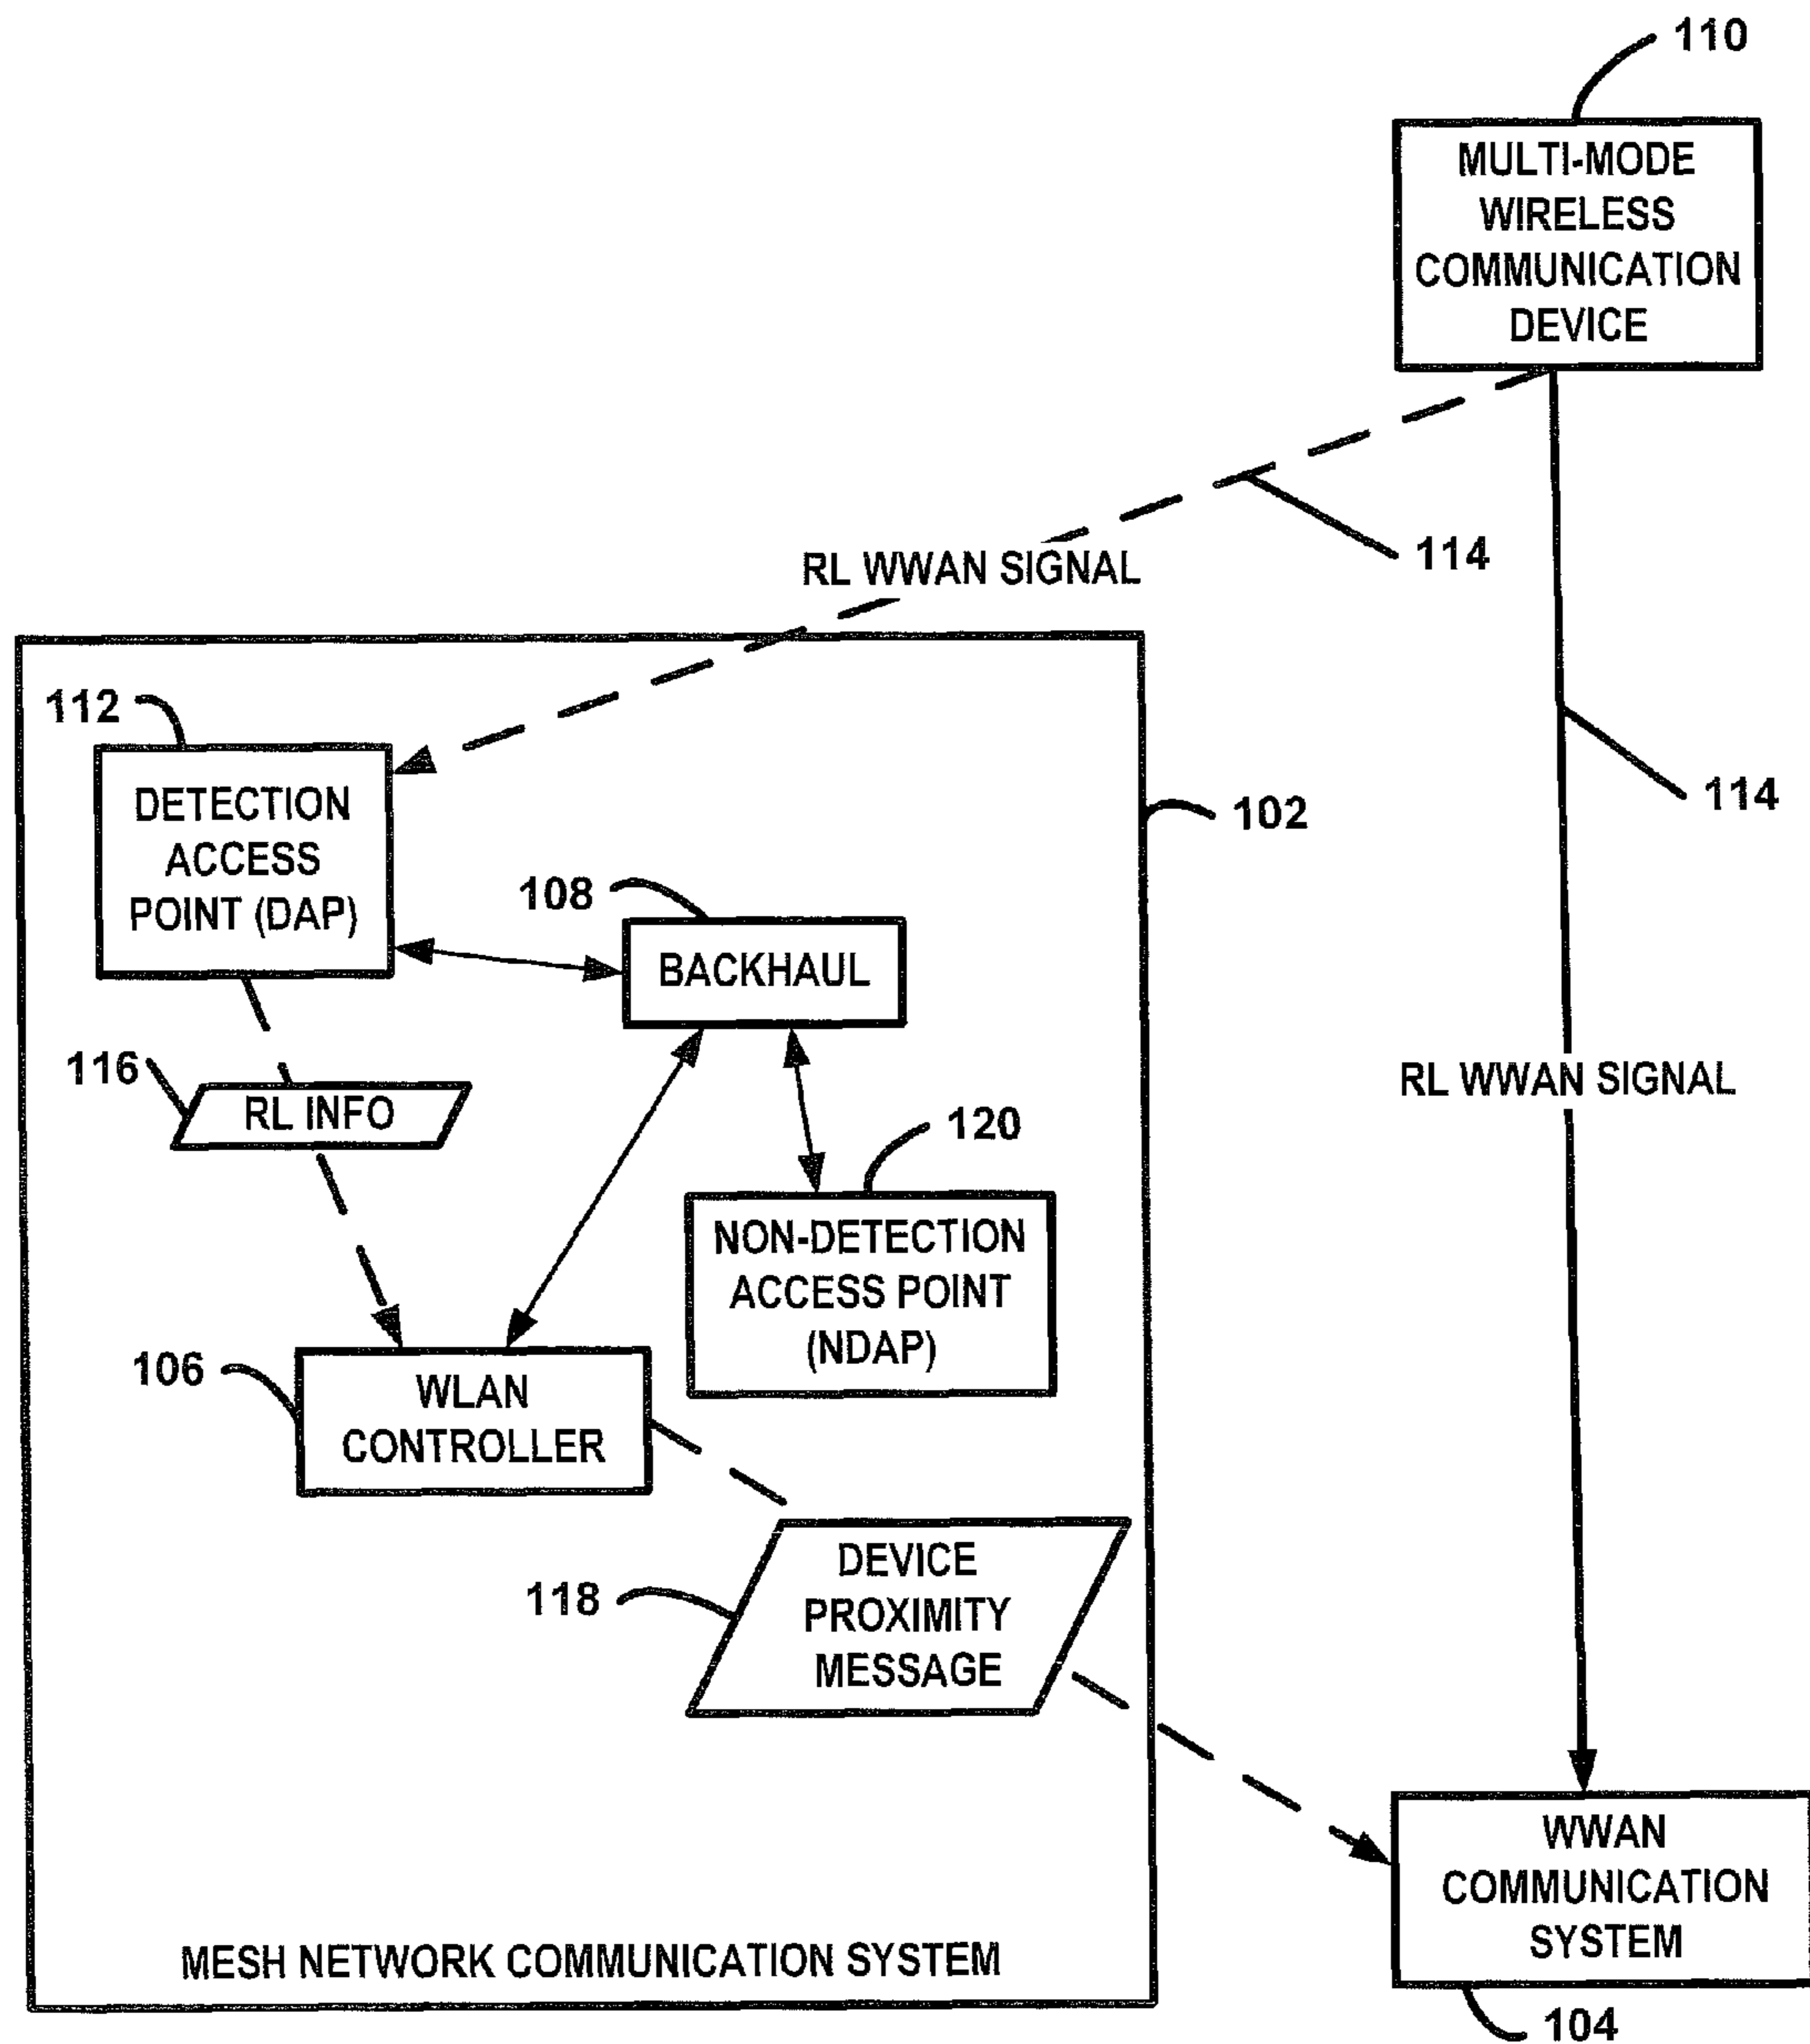 110
MULTI-MODE
WIRELESS
COMMUNICATION
DEVICE
114
RL WWAN SIGNAL
112
DETECTION
ACCESS
POINT (DAP)
102
114
108
BACKHAUL
116
RL INFO
RL WWAN SIGNAL
120
NON-DETECTION
ACCESS POINT
(NDAP)
106
WLAN
CONTROLLER
118
DEVICE
PROXIMITY
MESSAGE
WWAN
COMMUNICATION
SYSTEM
MESH NETWORK COMMUNICATION SYSTEM
104